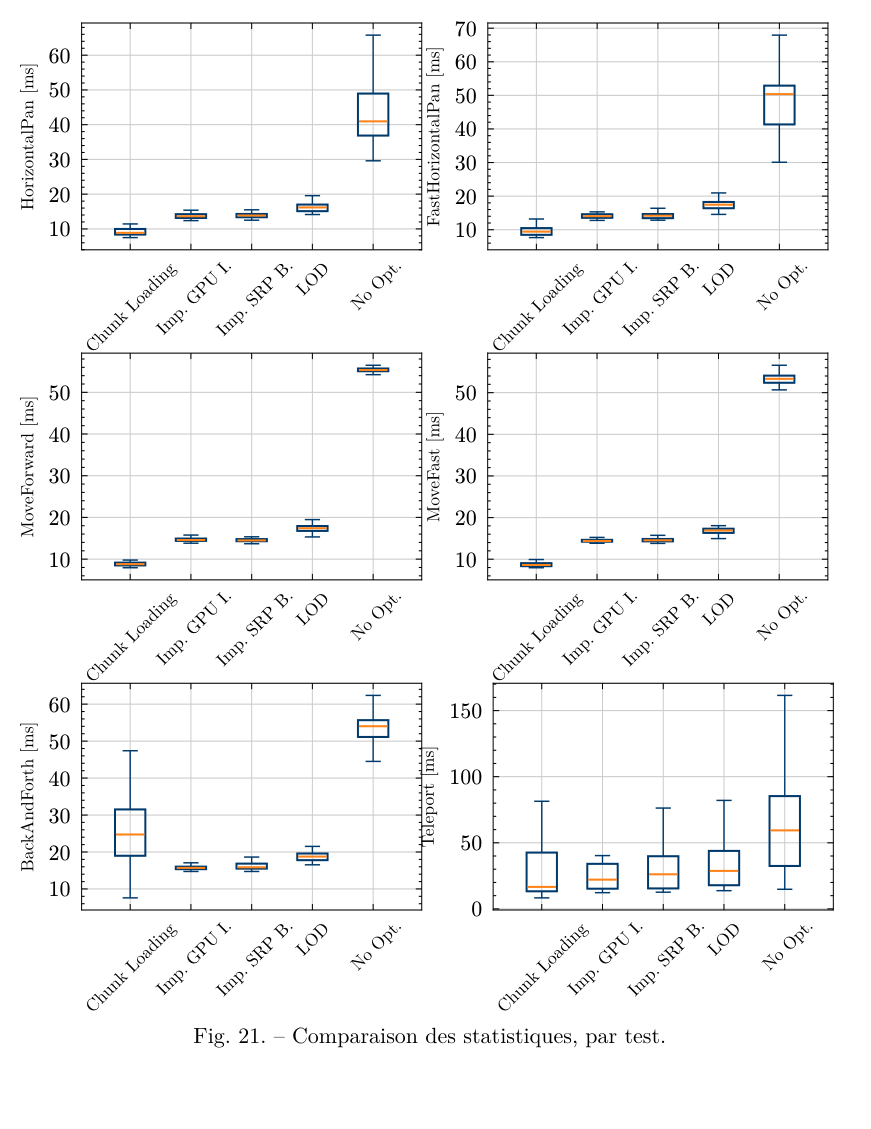 HorizontalPan [ms]
60
50
40
30
20
10
Chunk Loading
Imp. GPU I.
Imp. SRP B.
LOD
No Opt.
FastHorizontalPan [ms]
70
60
50
40
30
20
10
Chunk Loading
Imp. GPU I.
Imp. SRP B.
LOD
No Opt.
MoveForward [ms]
50
40
30
20
10
Chunk Loading
Imp. GPU I.
Imp. SRP B.
LOD
No Opt.
MoveFast [ms]
50
40
30
20
10
Chunk Loading
Imp. GPU I.
Imp. SRP B.
LOD
No Opt.
BackAndForth [ms]
60
50
40
30
20
10
Chunk Loading
Imp. GPU I.
Imp. SRP B.
LOD
No Opt.
Teleport [ms]
150
100
50
0
Chunk Loading
Imp. GPU I.
Imp. SRP B.
LOD
No Opt.
Fig. 21. – Comparaison des statistiques, par test.